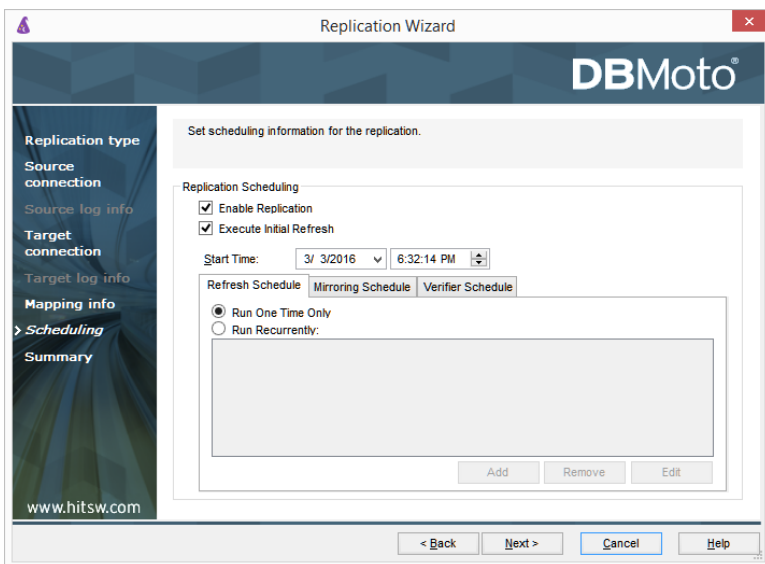 Replication Wizard
DBMoto®
Replication type
Source
connection
Source log info
Target
connection
Target log info
Mapping info
Scheduling
Summary
www.hitsw.com
Set scheduling information for the replication.
Replication Scheduling
Enable Replication
Execute Initial Refresh
Start Time: 3/ 3/2016 6:32:14 PM
Refresh Schedule Mirroring Schedule Verifier Schedule
Run One Time Only
Run Recurrently:
Add Remove Edit
< Back Next > Cancel Help